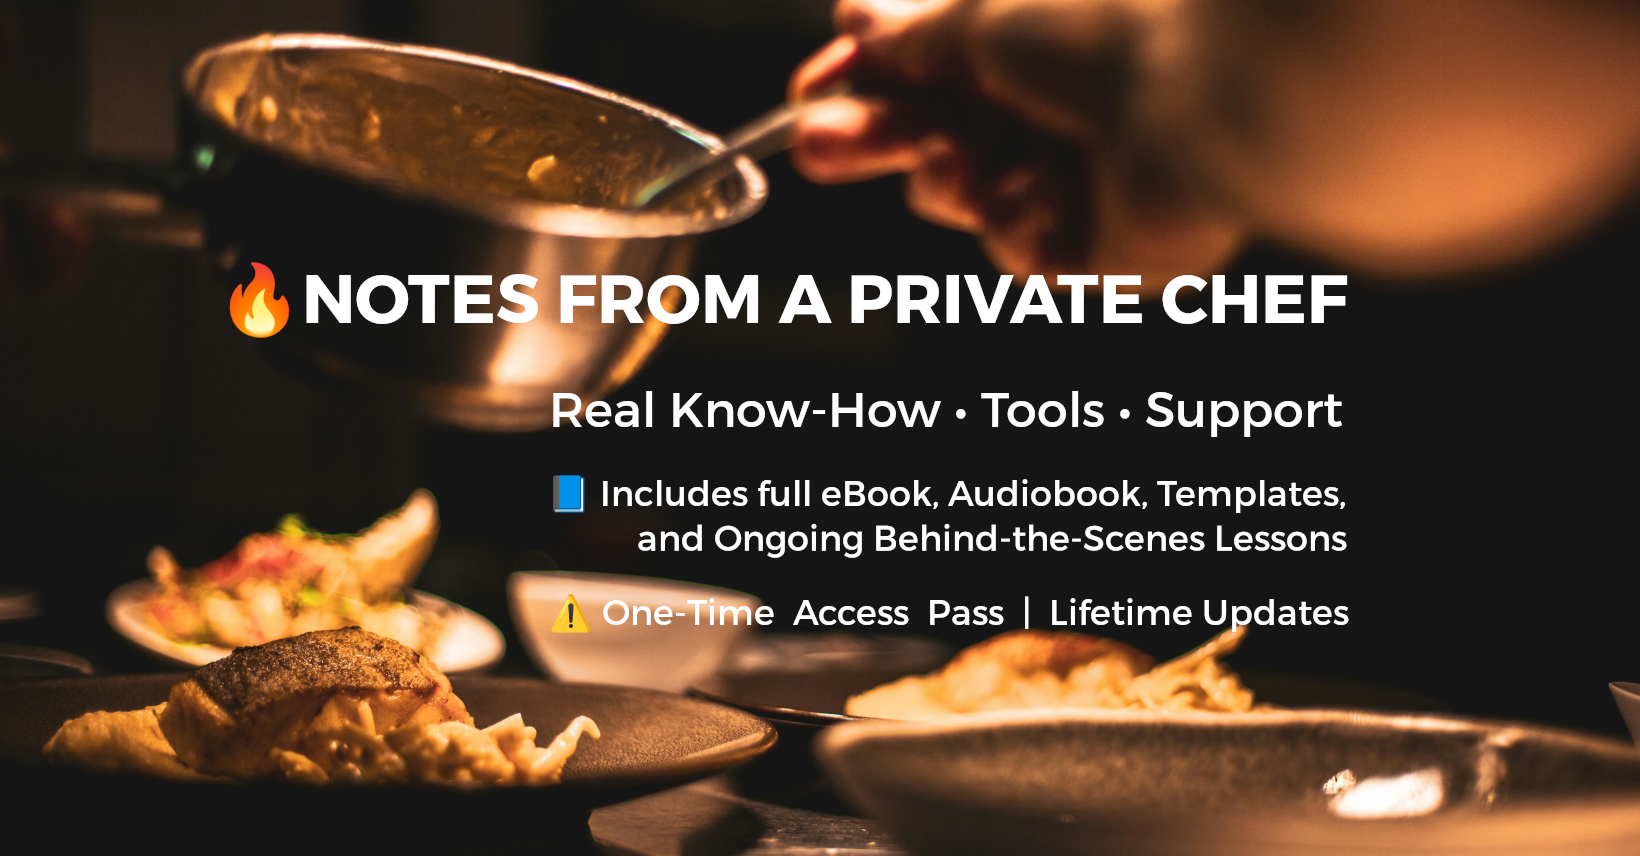 🔥NOTES FROM A PRIVATE CHEF
Real Know-How • Tools • Support
📘 Includes full eBook, Audiobook, Templates,
and Ongoing Behind-the-Scenes Lessons
⚠️ One-Time Access Pass | Lifetime Updates